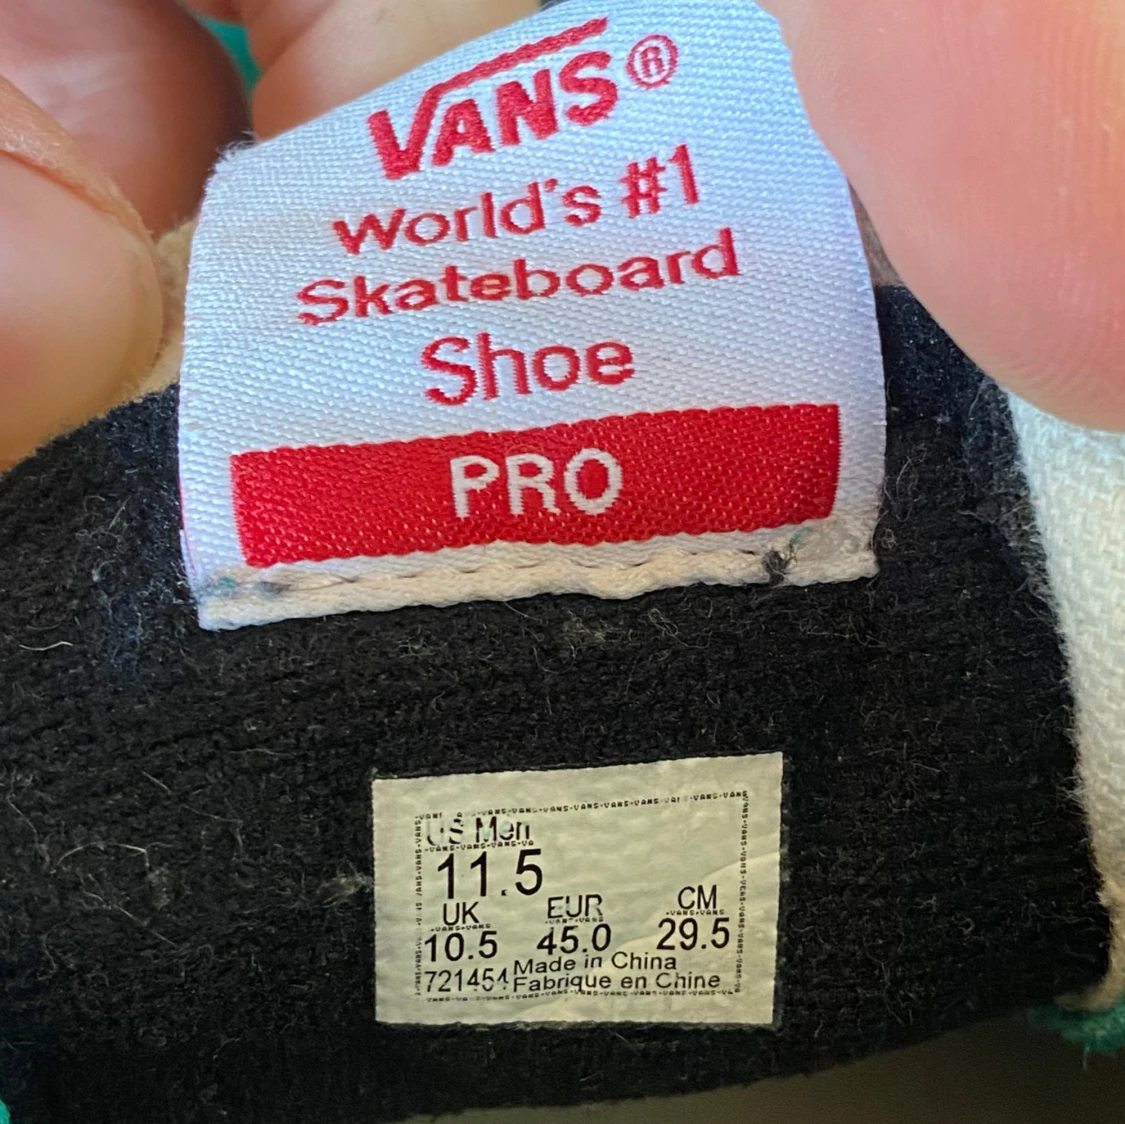 VANS®
World's #1
Skateboard
Shoe
PRO
US Men
11.5
UK EUR CM
10.5 45.0 29.5
Made in China
721454 Fabrique en Chine